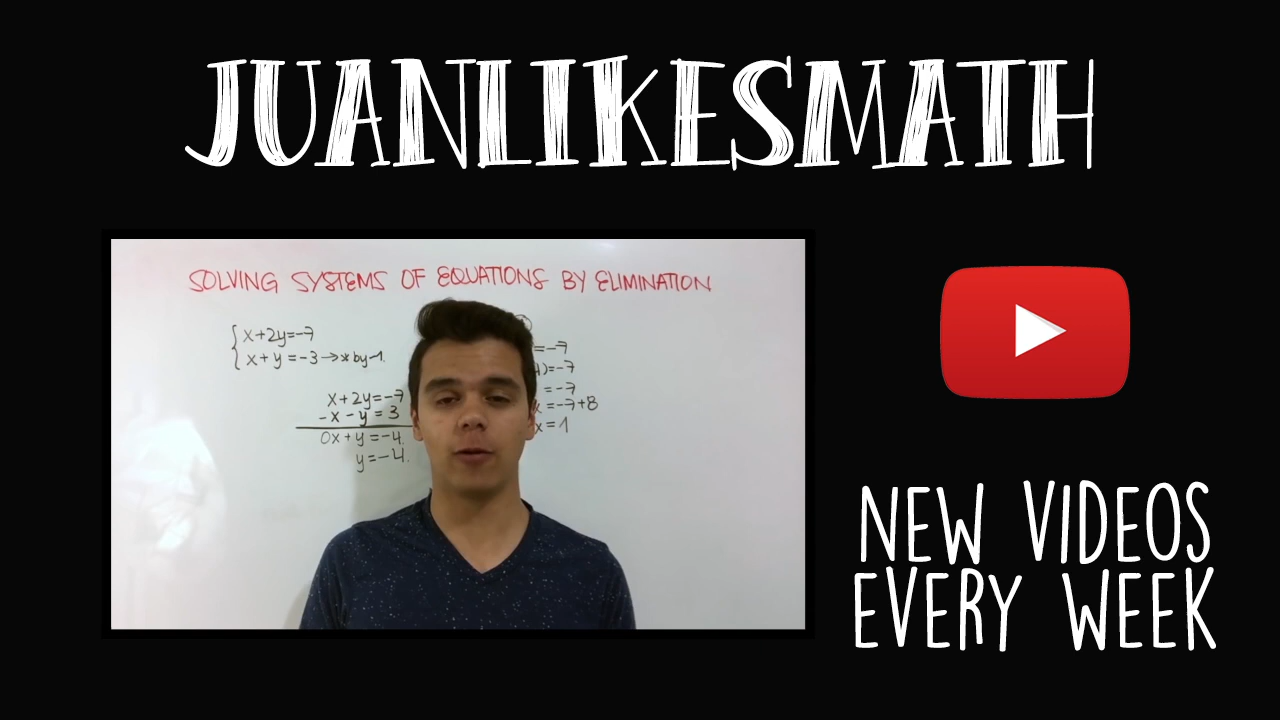 JUANLIKESMATH
SOLVING SYSTEMS OF EQUATIONS BY ELIMINATION
x+2y=-7
x+y=-3→* by -1.
x+2y=-7
-x-y=3
0x+y=-4.
y=-4.
=-7
)=-7
=-7
x=-7+8
x=1
NEW VIDEOS
EVERY WEEK